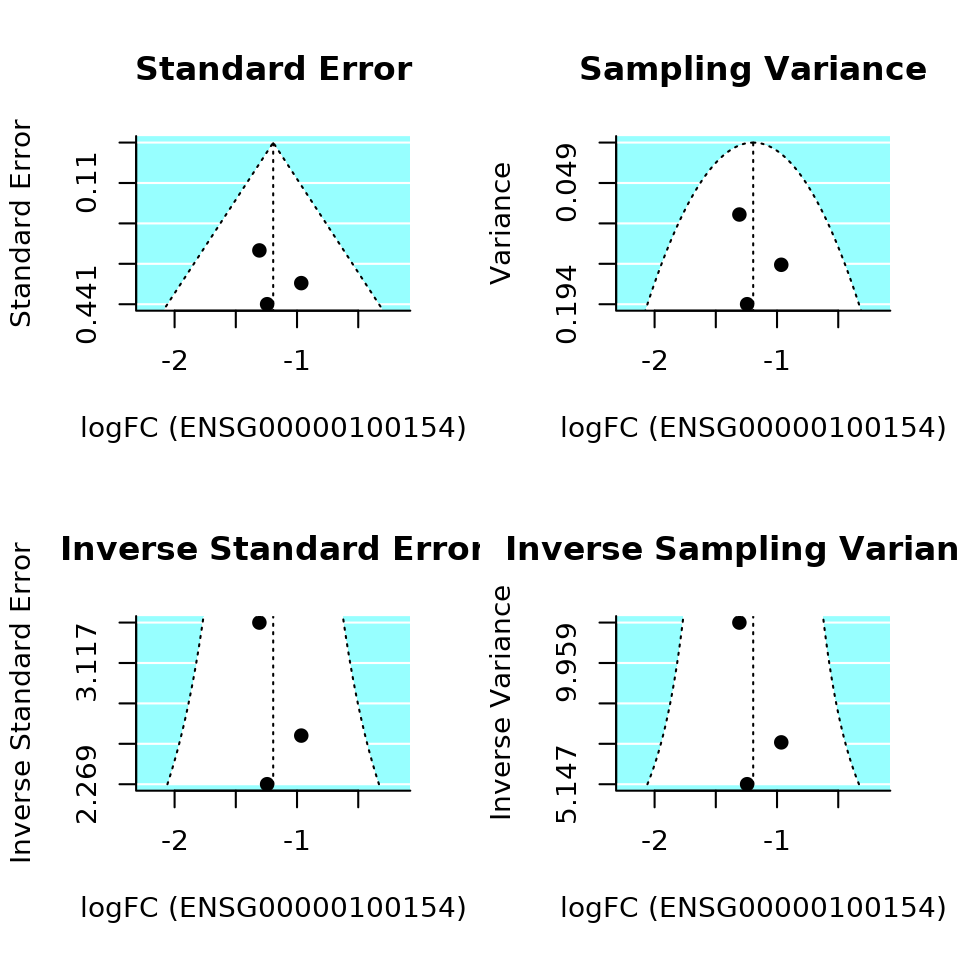 Standard Error
Standard Error
0.11
0.441
-2 -1
logFC (ENSG00000100154)
Sampling Variance
Variance
0.049
0.194
-2 -1
logFC (ENSG00000100154)
Inverse Standard Error
Inverse Standard Error
3.117
2.269
-2 -1
logFC (ENSG00000100154)
Inverse Sampling Varian
Inverse Variance
9.959
5.147
-2 -1
logFC (ENSG00000100154)